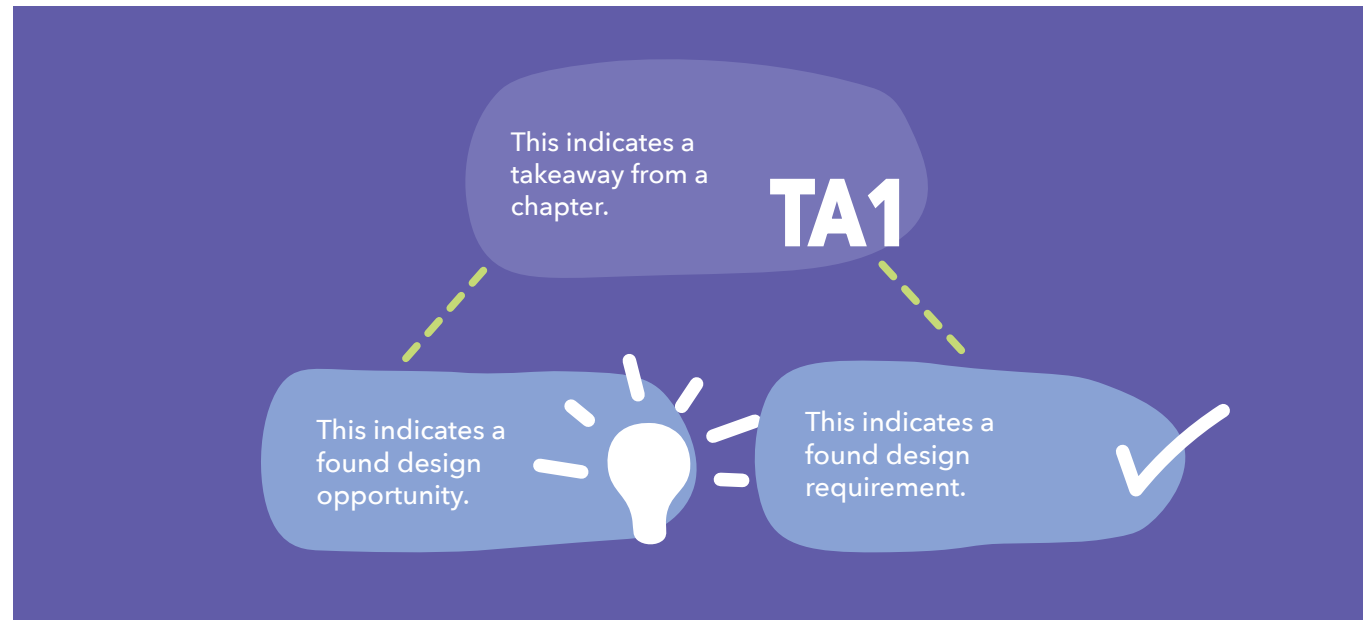 This indicates a
takeaway from a
chapter.
TA1
This indicates a
found design
opportunity.
This indicates a
found design
requirement.